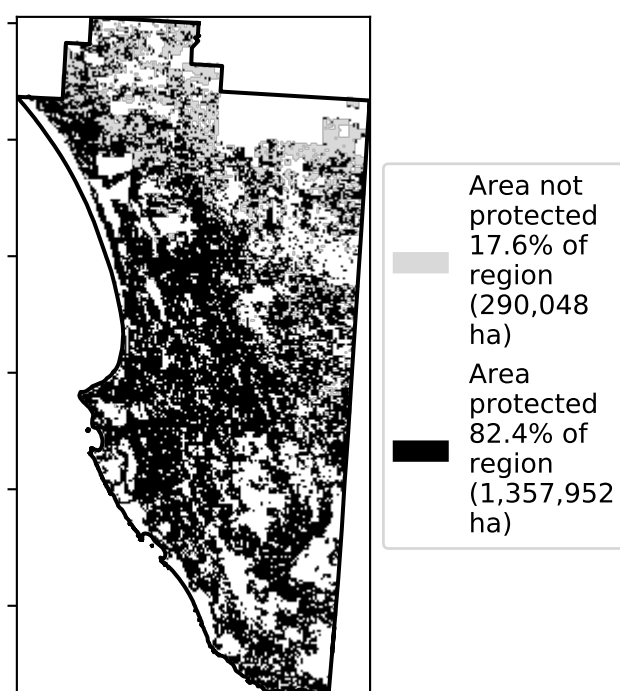 Area not
protected
17.6% of
region
(290,048
ha)
Area
protected
82.4% of
region
(1,357,952
ha)